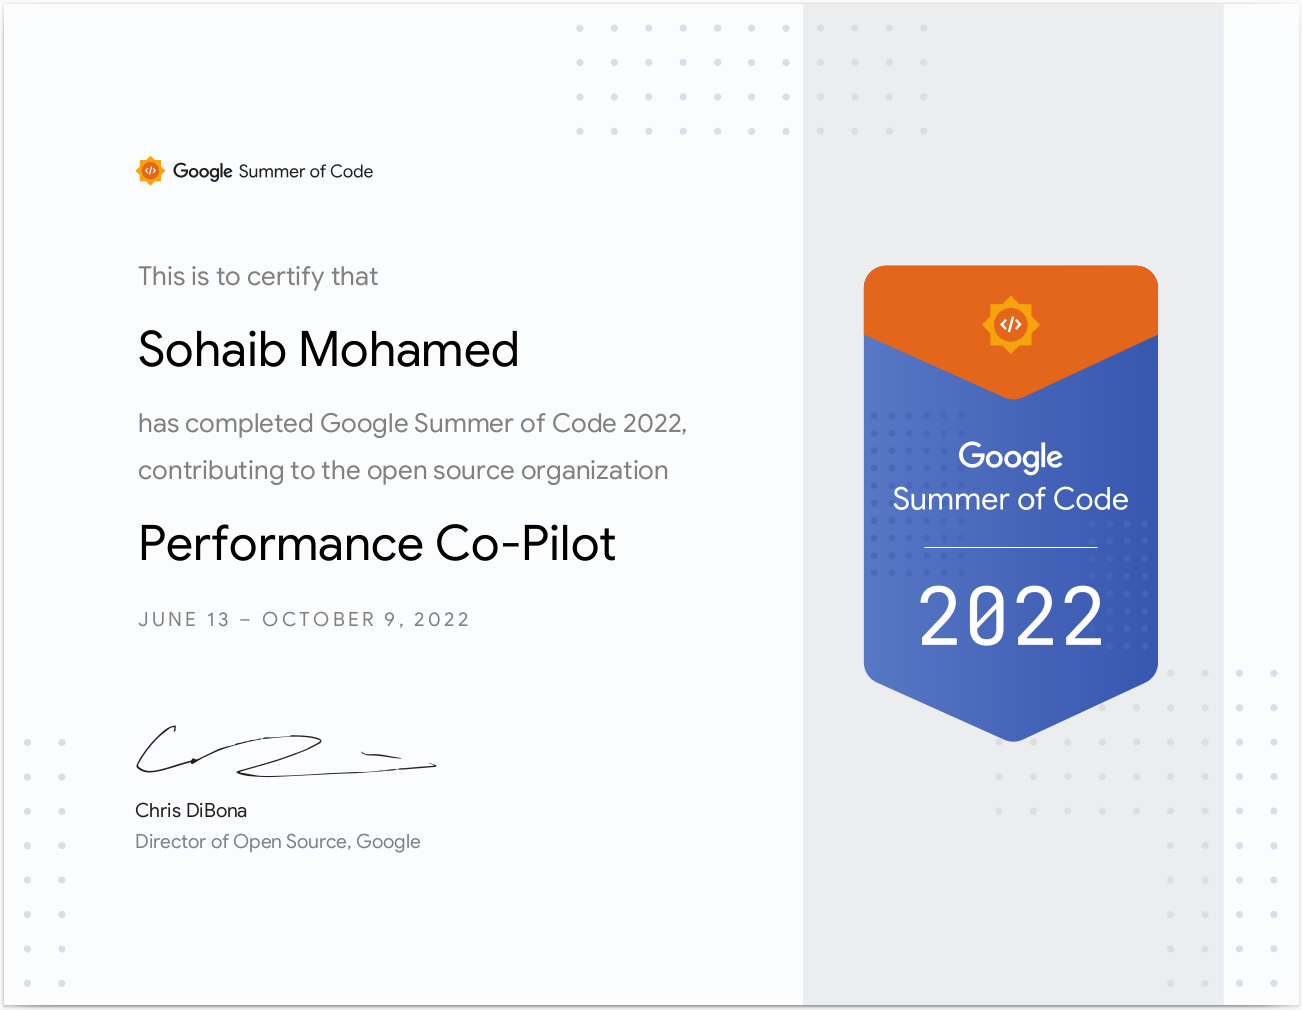 Google Summer of Code
This is to certify that
Sohaib Mohamed
has completed Google Summer of Code 2022,
contributing to the open source organization
Performance Co-Pilot
JUNE 13 – OCTOBER 9, 2022
Chris DiBona
Director of Open Source, Google
</>
Google
Summer of Code
2022